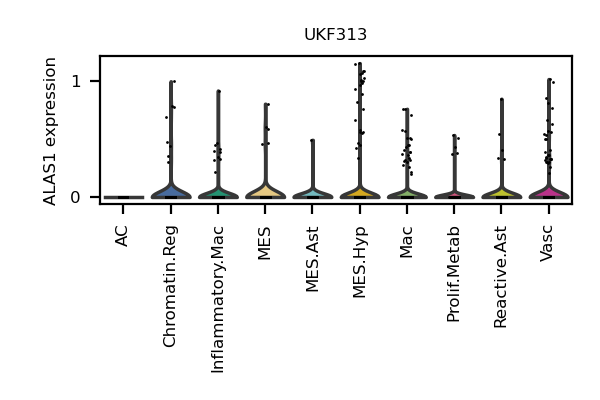 UKF313
ALAS1 expression
1
0
AC
Chromatin.Reg
Inflammatory.Mac
MES
MES.Ast
MES.Hyp
Mac
Prolif.Metab
Reactive.Ast
Vasc